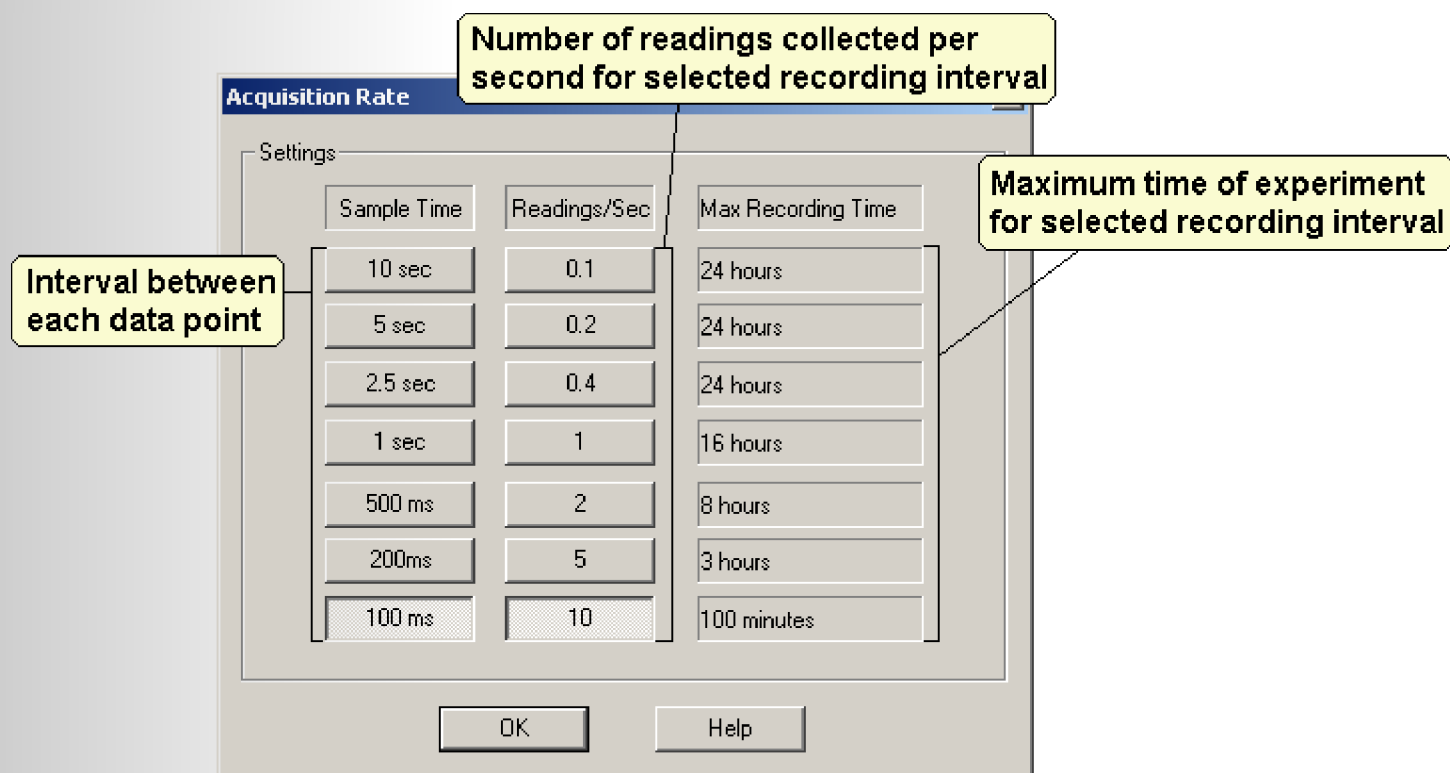 Number of readings collected per
second for selected recording interval
Acquisition Rate
Settings
Maximum time of experiment
for selected recording interval
Sample Time Readings/Sec Max Recording Time
Interval between
each data point
10 sec 0.1 24 hours
5 sec 0.2 24 hours
2.5 sec 0.4 24 hours
1 sec 1 16 hours
500 ms 2 8 hours
200ms 5 3 hours
100 ms 10 100 minutes
OK Help